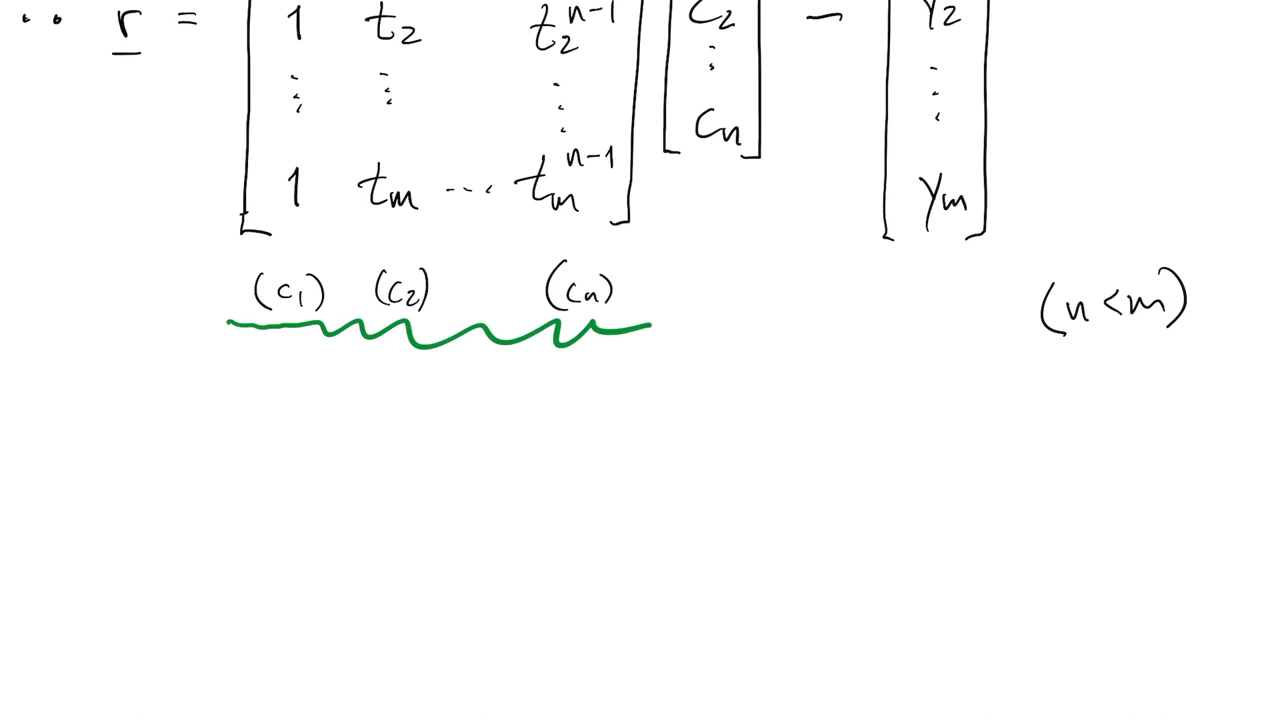 ∴ r = [ 1 t₂ t₂ⁿ⁻¹ ] [ c₂ ] − [ y₂ ]
⋮ ⋮ ⋮ ⋮ ⋮
cₙ
1 tₘ ⋯ tₘⁿ⁻¹ yₘ
(c₁) (c₂) (cₙ) (n<m)